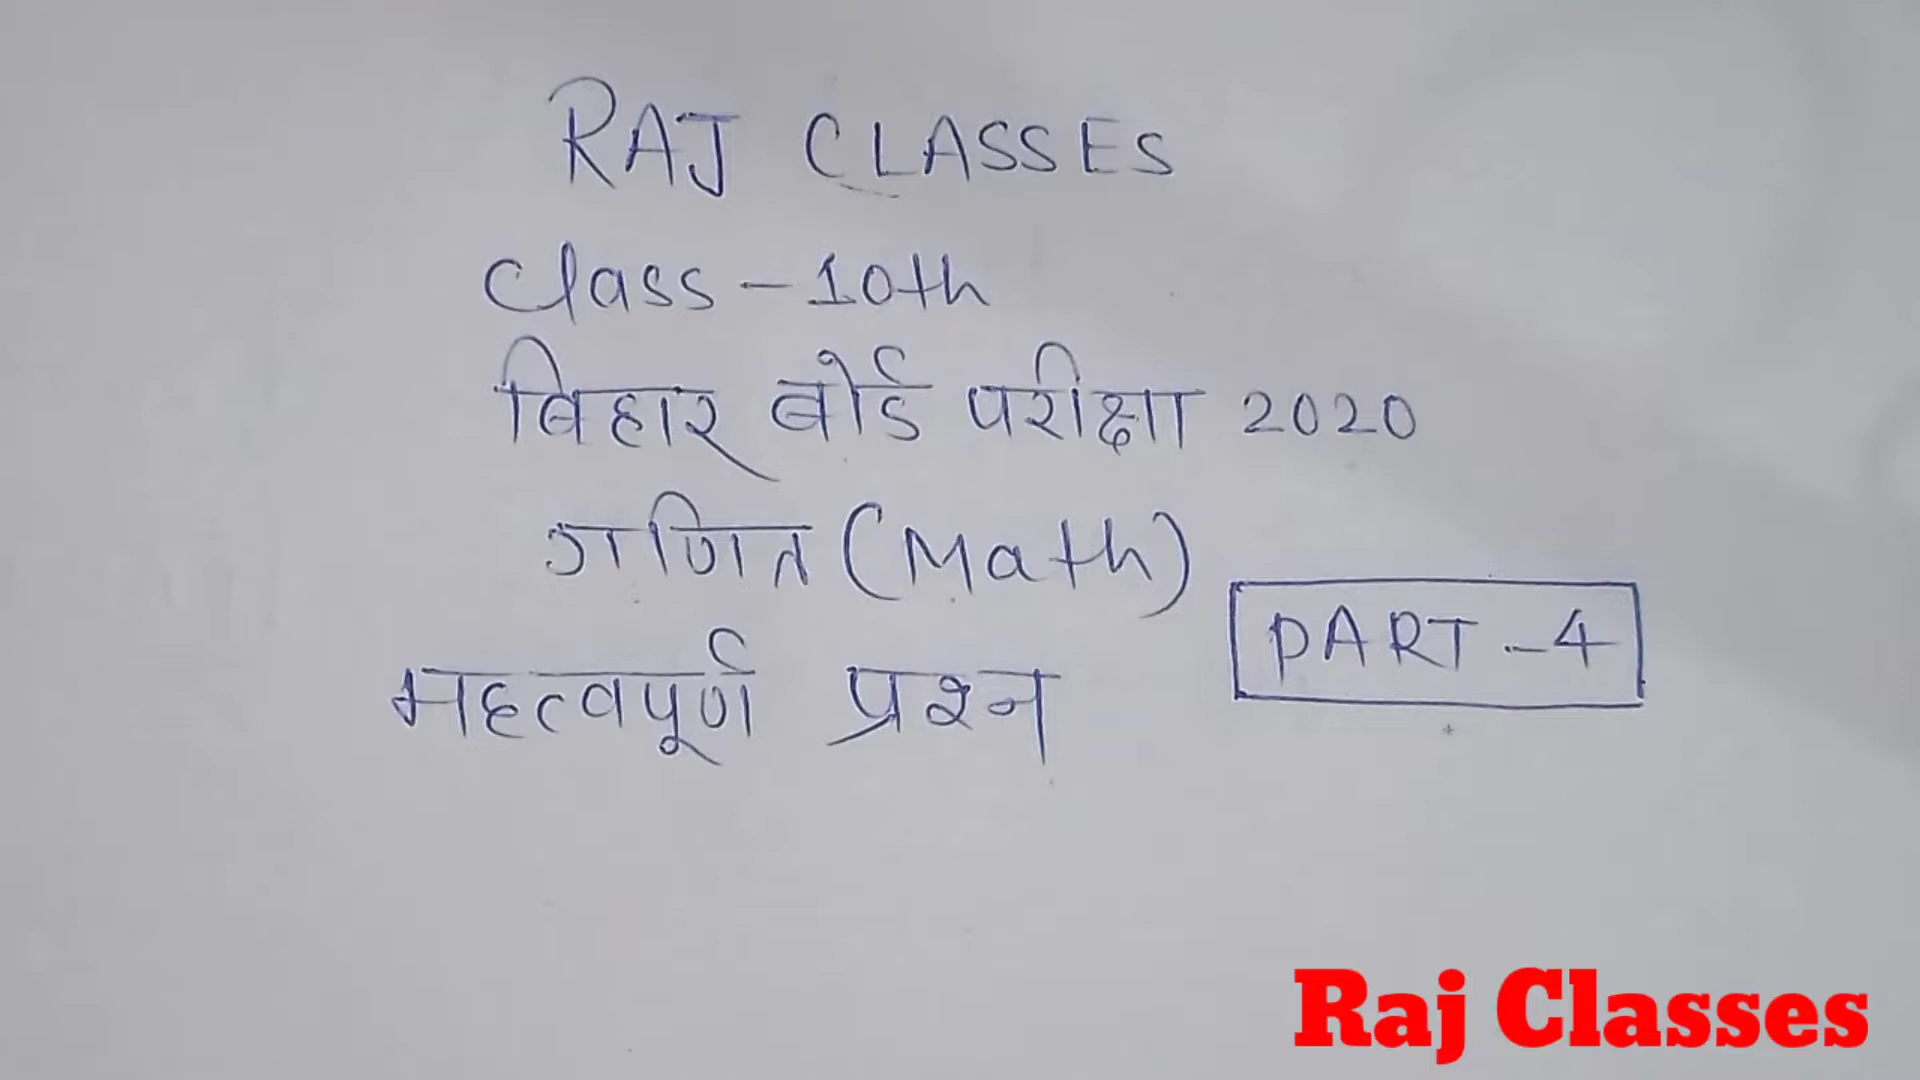 RAJ CLASSES
Class - 10th
बिहार बोर्ड परीक्षा 2020
गणित (Math)
PART - 4
महत्वपूर्ण प्रश्न
Raj Classes